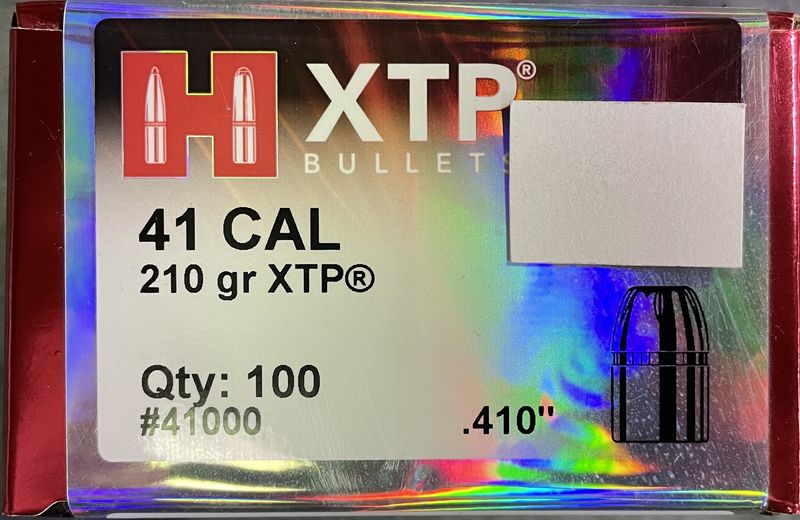 H XTP®
BULLETS
41 CAL
210 gr XTP®
Qty: 100
#41000
.410"